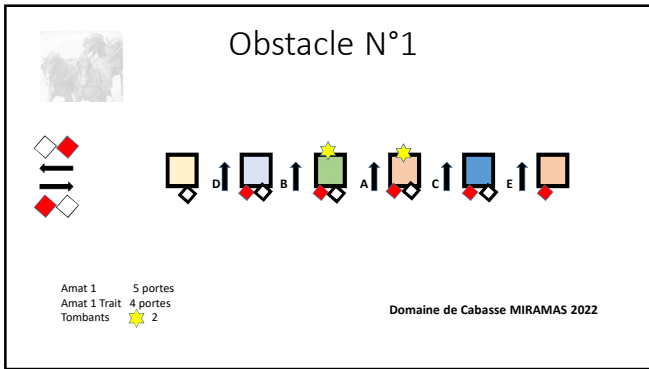 Obstacle N°1
D B A C E
Amat 1 5 portes
Amat 1 Trait 4 portes
Tombants 2
Domaine de Cabasse MIRAMAS 2022